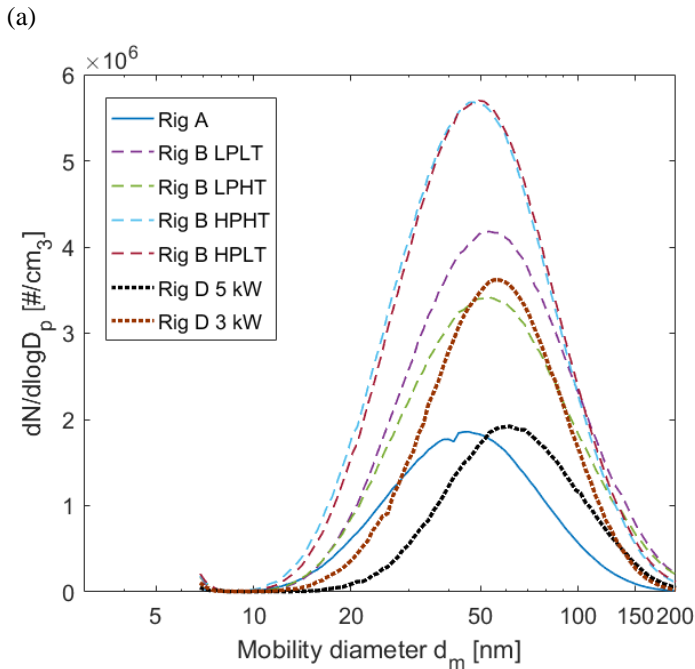 (a)
×10^6
6
5
4
3
2
1
0
dN/dlogD_p [#/cm_3]
Rig A
Rig B LPLT
Rig B LPHT
Rig B HPHT
Rig B HPLT
Rig D 5 kW
Rig D 3 kW
5 10 20 50 100 150 200
Mobility diameter d_m [nm]